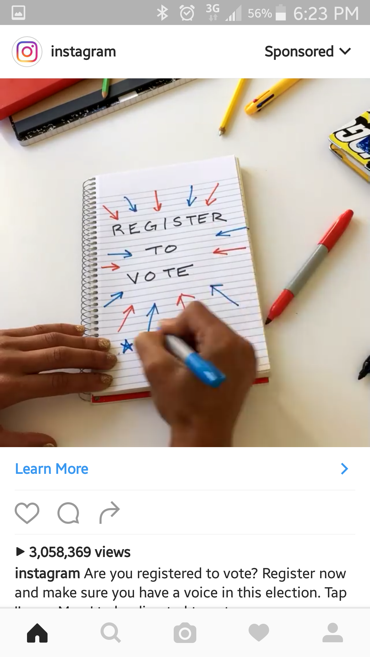 3G 56% 6:23 PM
instagram Sponsored
REGISTER
TO
VOTE
Learn More
3,058,369 views
instagram Are you registered to vote? Register now
and make sure you have a voice in this election. Tap